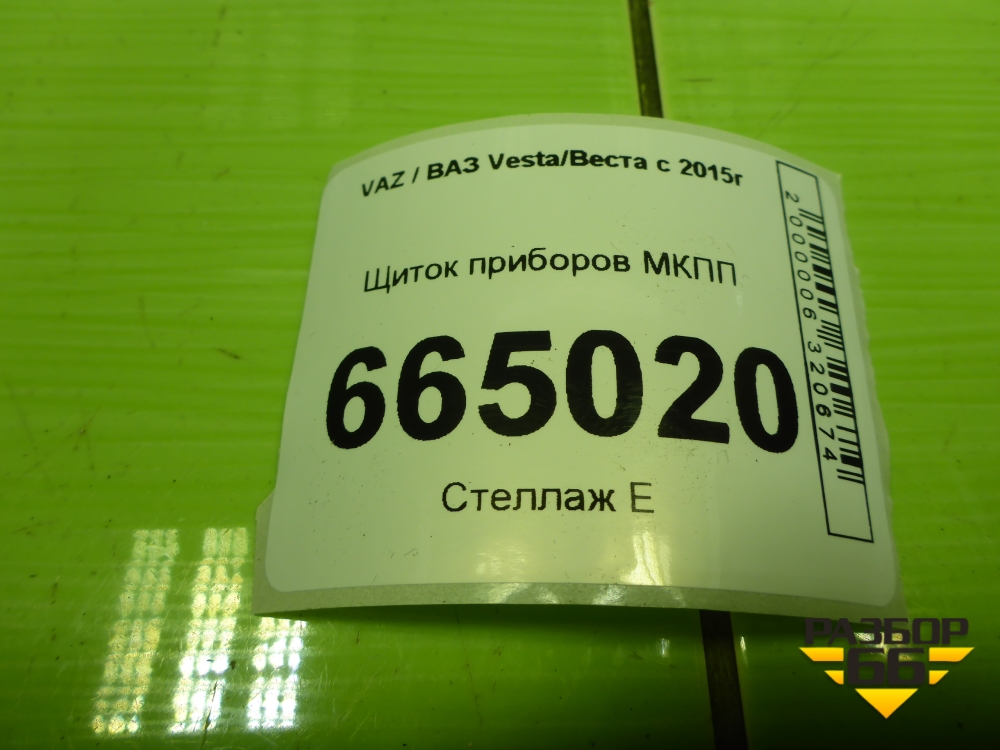 VAZ / ВАЗ Vesta/Веста с 2015г
Щиток приборов МКПП
665020
Стеллаж Е
2000006320674
РАЗБОР
66